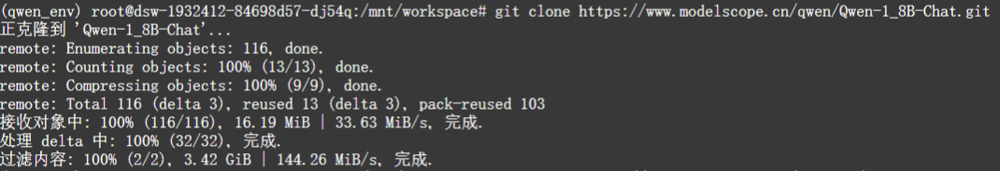 (qwen_env) root@dsw-1932412-84698d57-dj54q:/mnt/workspace# git clone https://www.modelscope.cn/qwen/Qwen-1_8B-Chat.git
正克隆到 'Qwen-1_8B-Chat'...
remote: Enumerating objects: 116, done.
remote: Counting objects: 100% (13/13), done.
remote: Compressing objects: 100% (9/9), done.
remote: Total 116 (delta 3), reused 13 (delta 3), pack-reused 103
接收对象中: 100% (116/116), 16.19 MiB | 33.63 MiB/s, 完成.
处理 delta 中: 100% (32/32), 完成.
过滤内容: 100% (2/2), 3.42 GiB | 144.26 MiB/s, 完成.